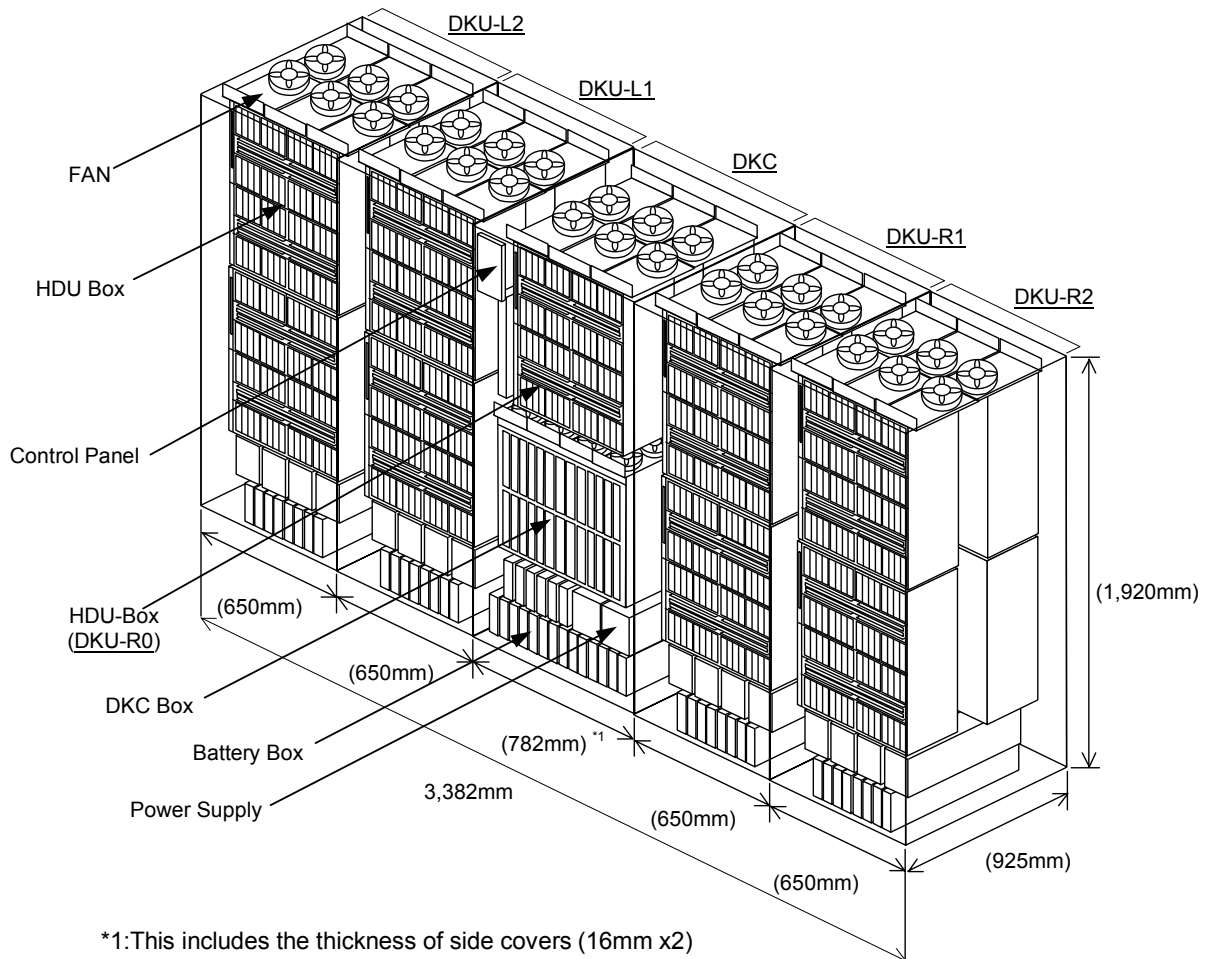 DKU-L2
DKU-L1
DKC
DKU-R1
DKU-R2
FAN
HDU Box
Control Panel
HDU-Box
(DKU-R0)
DKC Box
Battery Box
Power Supply
(650mm)
(650mm)
(782mm) *1
3,382mm
(650mm)
(650mm)
(925mm)
(1,920mm)
*1:This includes the thickness of side covers (16mm x2)